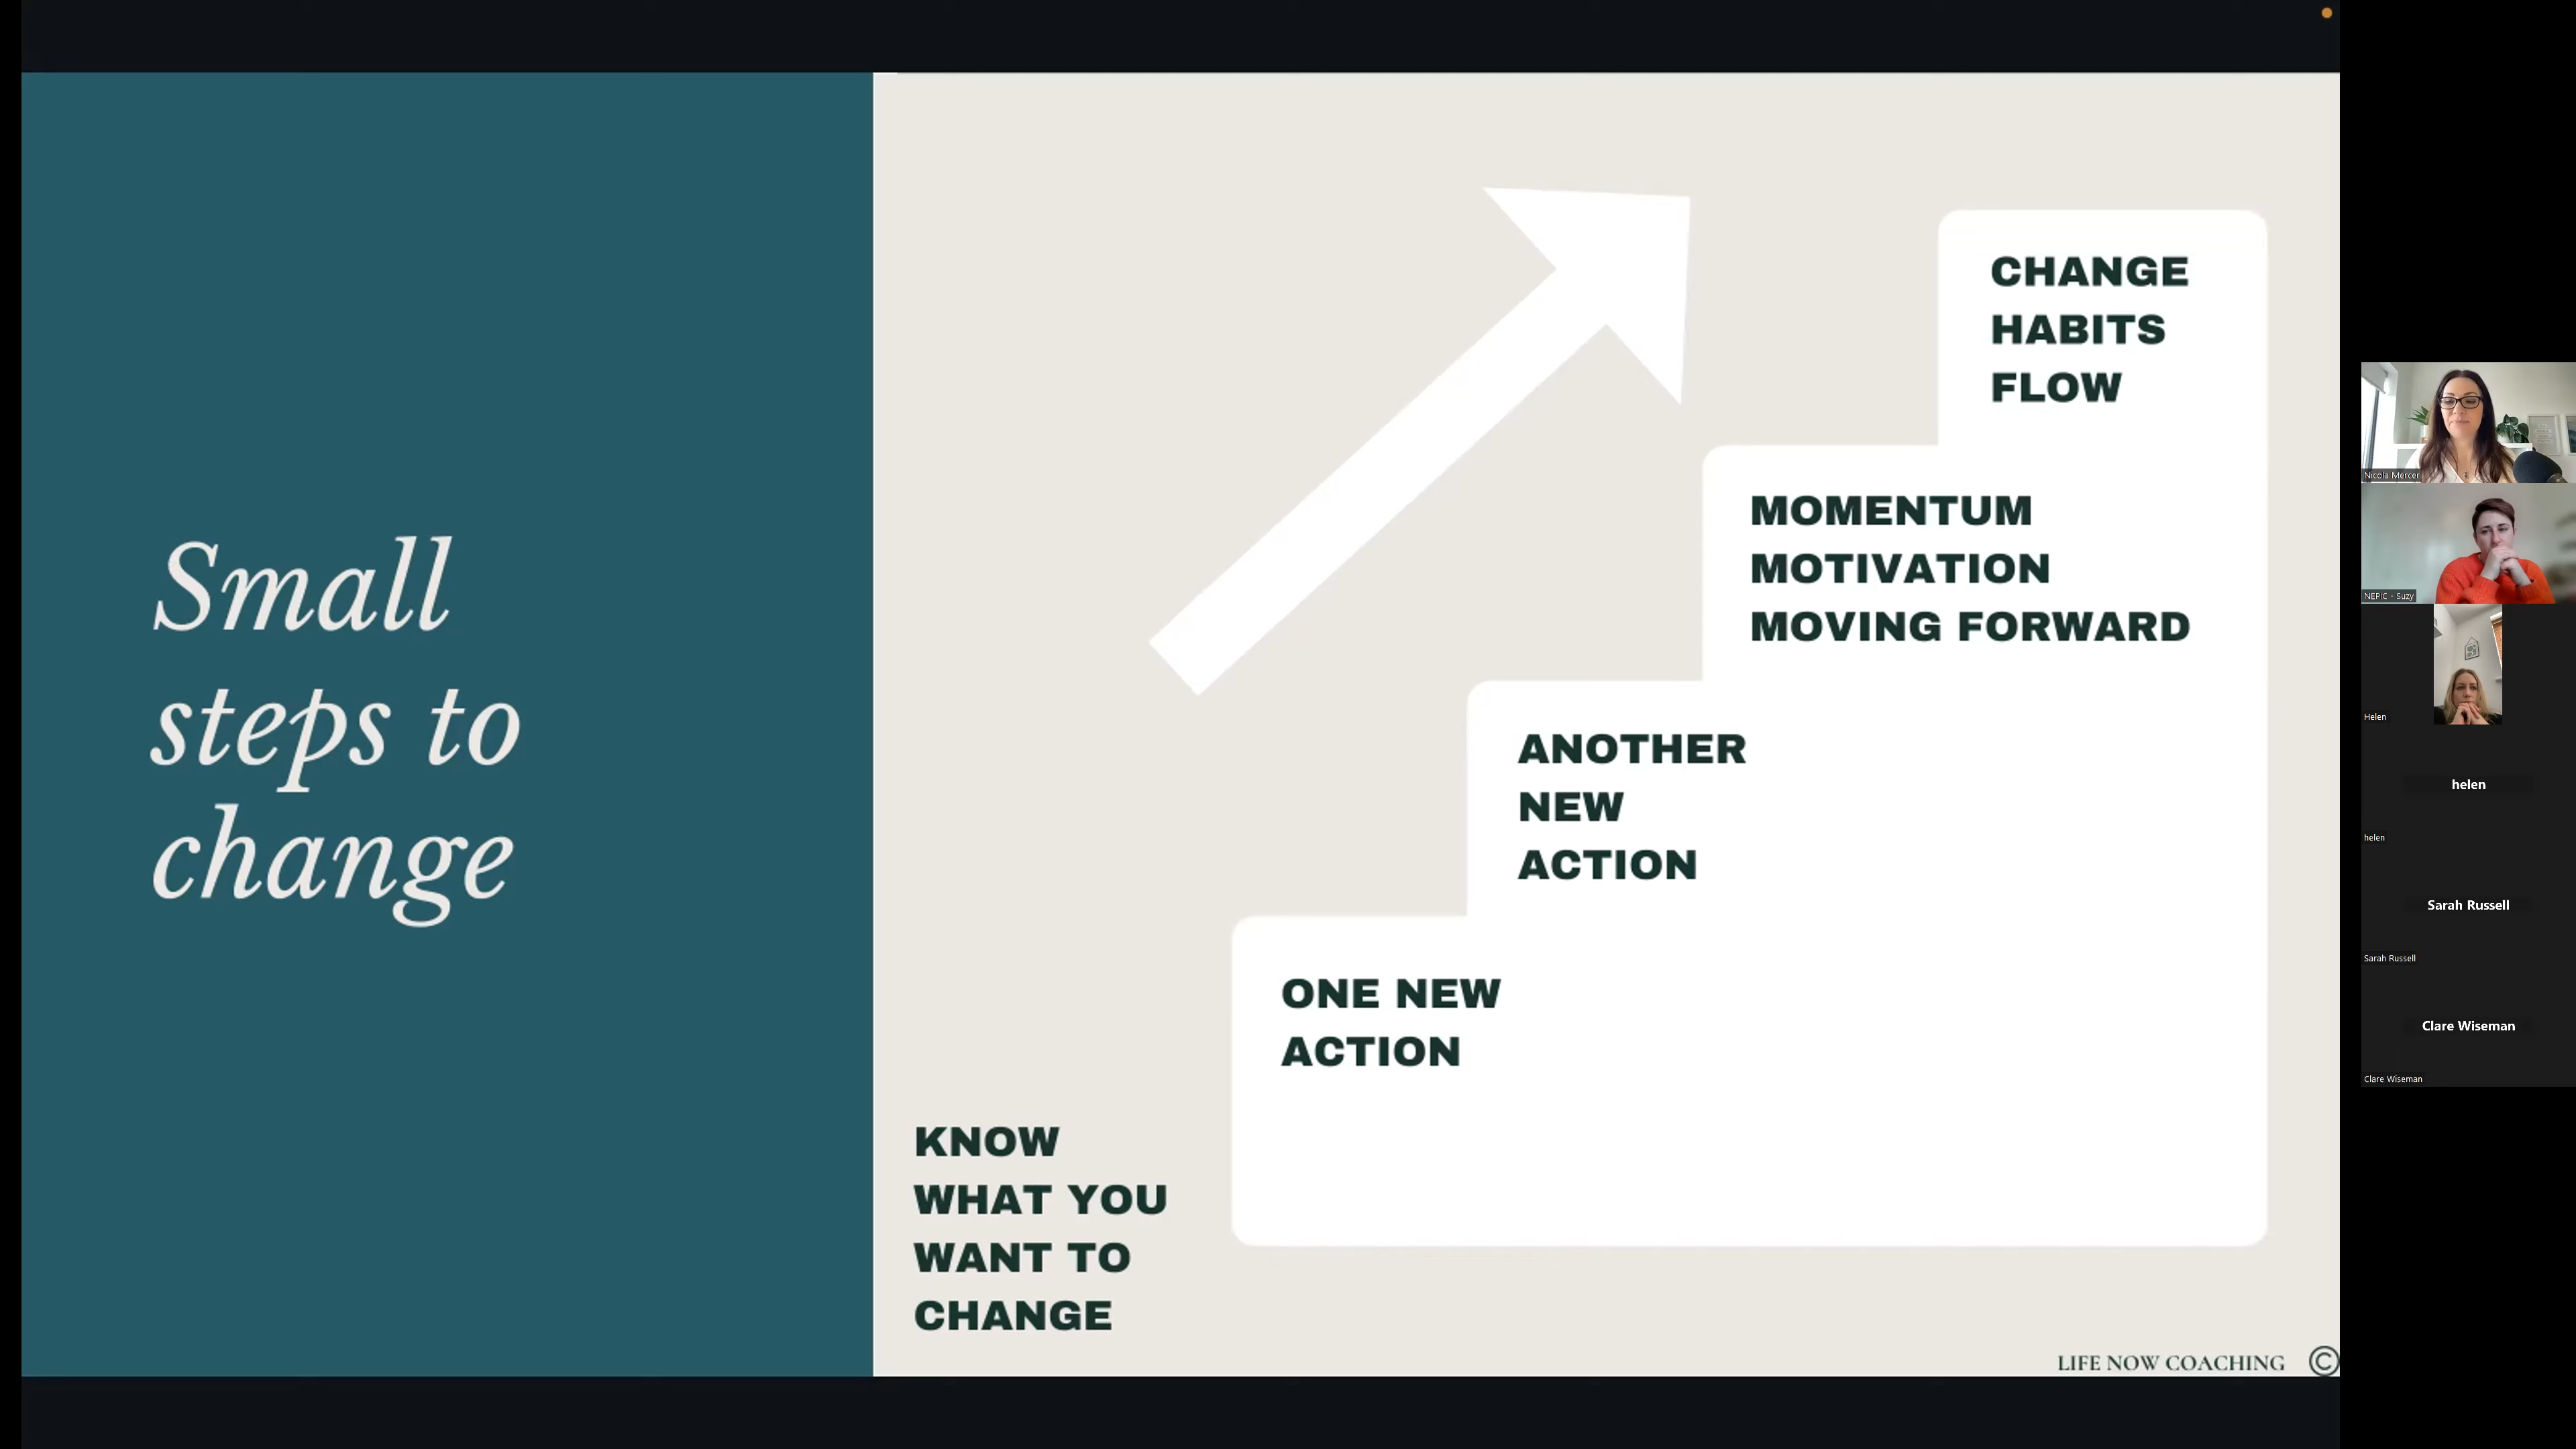 Small
steps to
change
CHANGE
HABITS
FLOW
MOMENTUM
MOTIVATION
MOVING FORWARD
ANOTHER
NEW
ACTION
ONE NEW
ACTION
KNOW
WHAT YOU
WANT TO
CHANGE
LIFE NOW COACHING ©
Nicola Mercer
NEPIC - Suzy
Helen
helen
helen
Sarah Russell
Sarah Russell
Clare Wiseman
Clare Wiseman